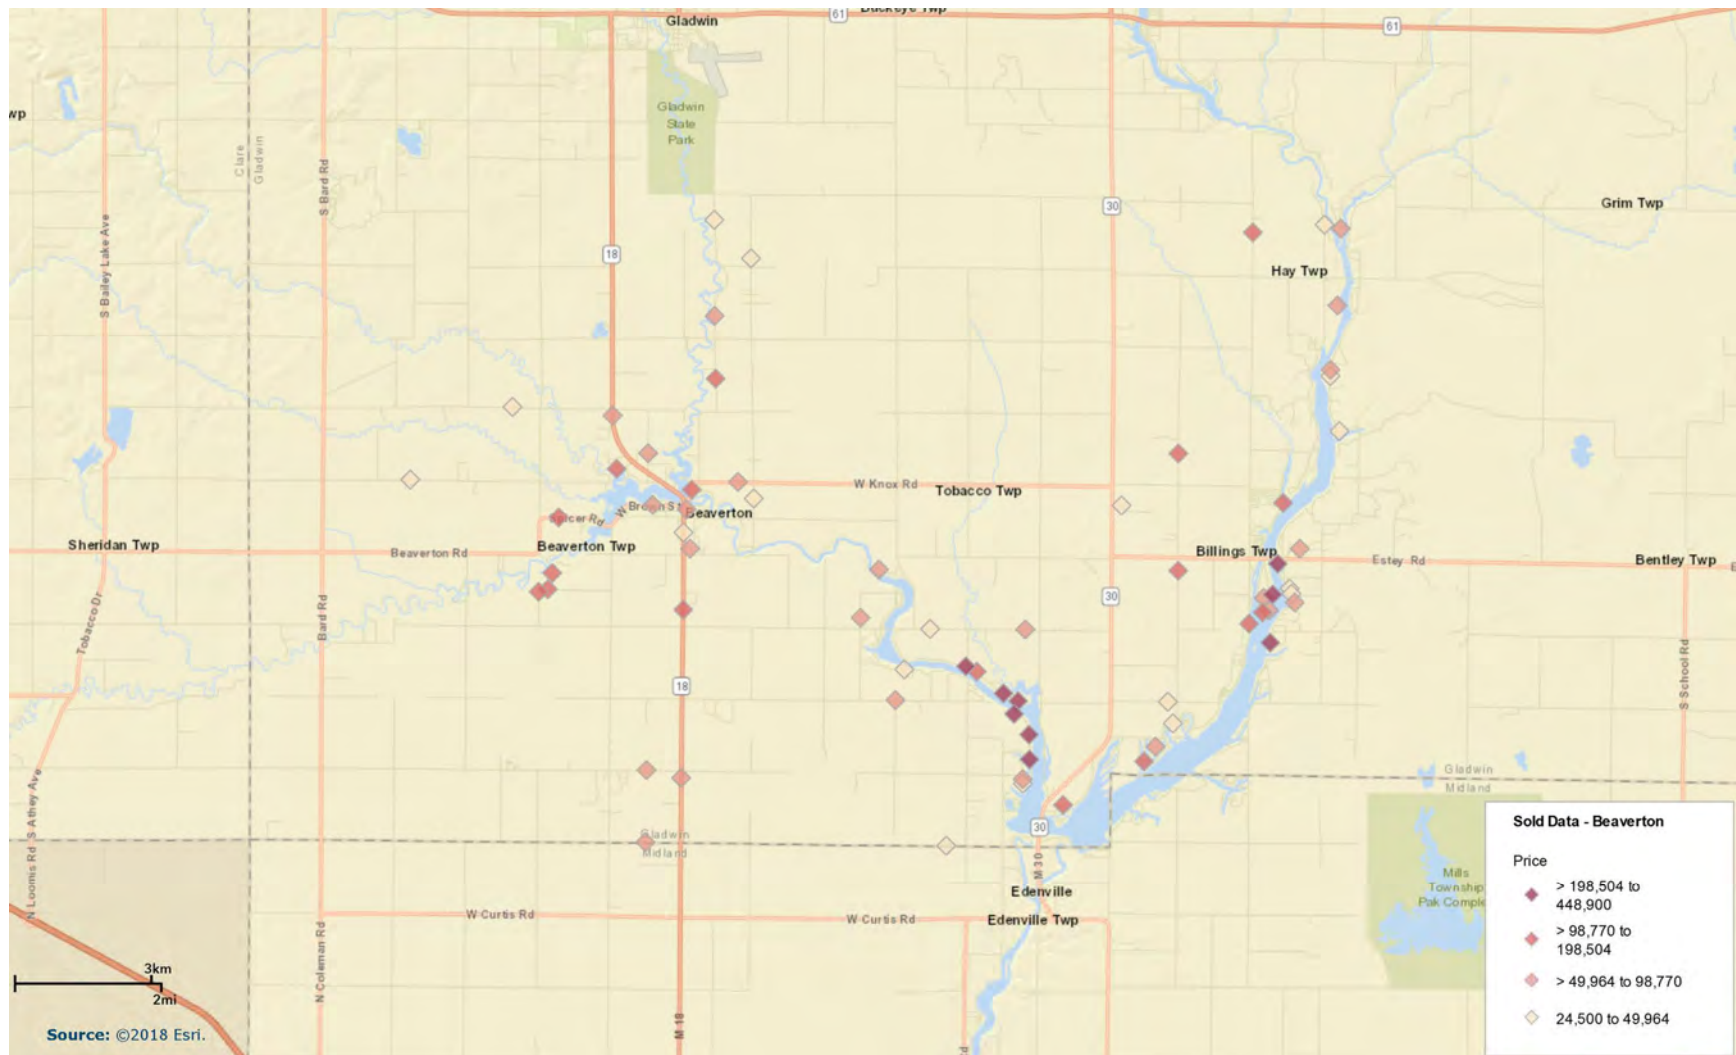 Buckeye Twp
61
Gladwin
61
Gladwin
State
Park
wp
Clare
Gladwin
S Bard Rd
30
Grim Twp
S Bailey Lake Ave
18
Hay Twp
W Knox Rd
Tobacco Twp
W Brown St
Beaverton
Spicer Rd
Sheridan Twp
Beaverton Rd
Beaverton Twp
Billings Twp
Estey Rd
Bentley Twp
E
Tobacco Dr
Bard Rd
30
S School Rd
18
Gladwin
Midland
S Athey Ave
N Loomis Rd
Gladwin
Midland
30
M 30
Edenville
Mills
Township
Pak Comple
W Curtis Rd
W Curtis Rd
Edenville Twp
N Coleman Rd
M 18
Rd
3km
2mi
Source: ©2018 Esri.
Sold Data - Beaverton
Price
> 198,504 to
448,900
> 98,770 to
198,504
> 49,964 to 98,770
24,500 to 49,964